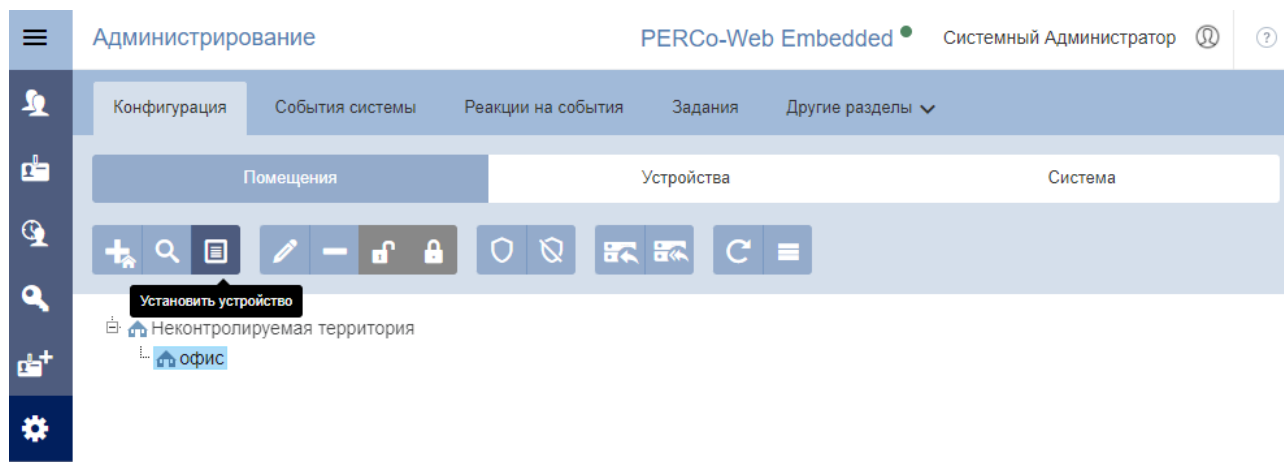 Администрирование
PERCo-Web Embedded
Системный Администратор
?
Конфигурация
События системы
Реакции на события
Задания
Другие разделы
Помещения
Устройства
Система
Установить устройство
Неконтролируемая территория
офис